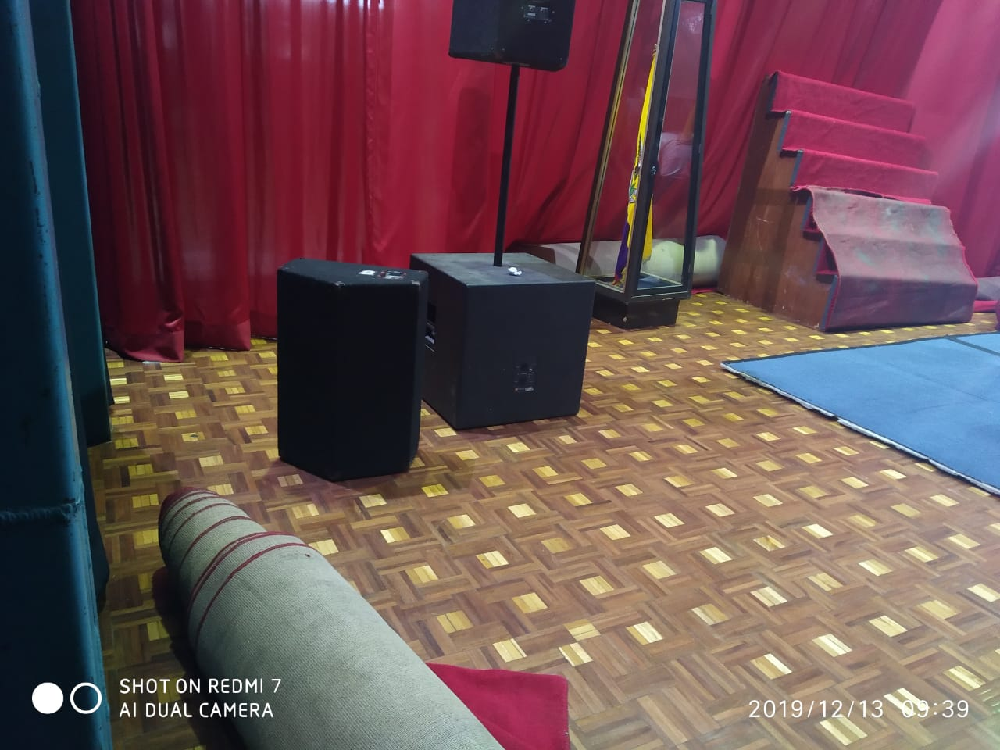 SHOT ON REDMI 7
AI DUAL CAMERA
2019/12/13 09:39